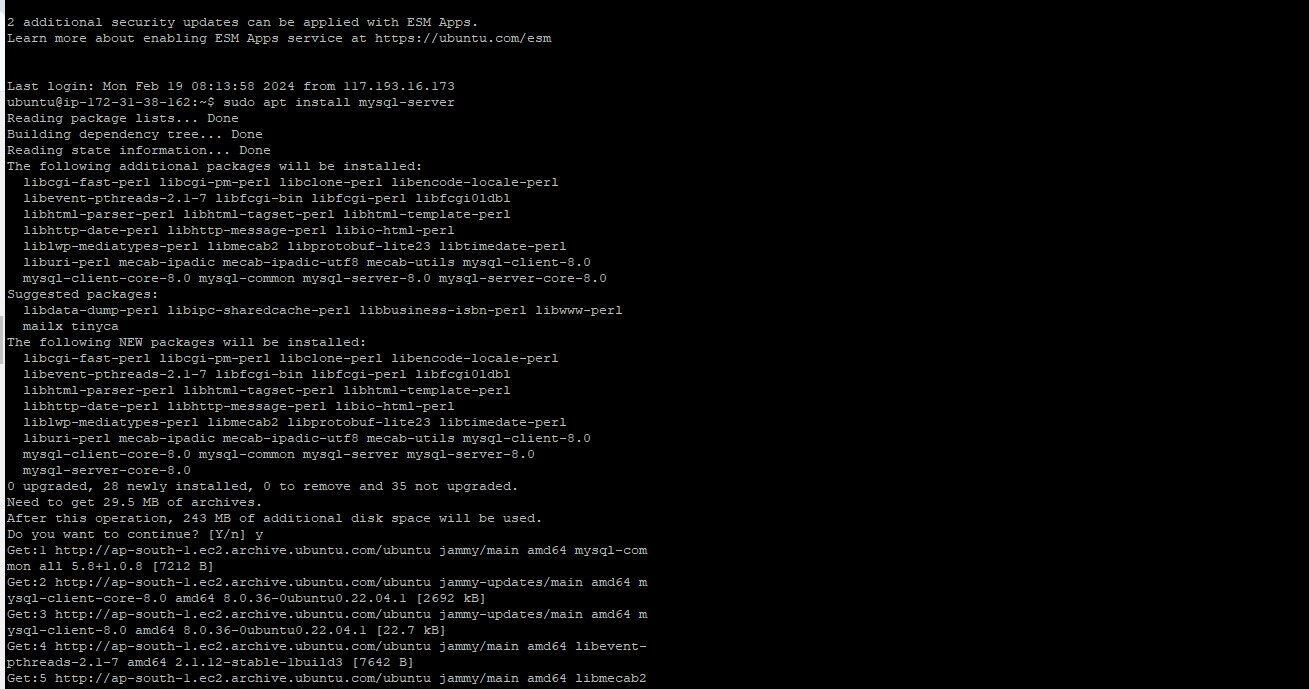 2 additional security updates can be applied with ESM Apps.
Learn more about enabling ESM Apps service at https://ubuntu.com/esm
Last login: Mon Feb 19 08:13:58 2024 from 117.193.16.173
ubuntu@ip-172-31-38-162:~$ sudo apt install mysql-server
Reading package lists... Done
Building dependency tree... Done
Reading state information... Done
The following additional packages will be installed:
  libcgi-fast-perl libcgi-pm-perl libclone-perl libencode-locale-perl
  libevent-pthreads-2.1-7 libfcgi-bin libfcgi-perl libfcgi0ldbl
  libhtml-parser-perl libhtml-tagset-perl libhtml-template-perl
  libhttp-date-perl libhttp-message-perl libio-html-perl
  liblwp-mediatypes-perl libmecab2 libprotobuf-lite23 libtimedate-perl
  liburi-perl mecab-ipadic mecab-ipadic-utf8 mecab-utils mysql-client-8.0
  mysql-client-core-8.0 mysql-common mysql-server-8.0 mysql-server-core-8.0
Suggested packages:
  libdata-dump-perl libipc-sharedcache-perl libbusiness-isbn-perl libwww-perl
  mailx tinyca
The following NEW packages will be installed:
  libcgi-fast-perl libcgi-pm-perl libclone-perl libencode-locale-perl
  libevent-pthreads-2.1-7 libfcgi-bin libfcgi-perl libfcgi0ldbl
  libhtml-parser-perl libhtml-tagset-perl libhtml-template-perl
  libhttp-date-perl libhttp-message-perl libio-html-perl
  liblwp-mediatypes-perl libmecab2 libprotobuf-lite23 libtimedate-perl
  liburi-perl mecab-ipadic mecab-ipadic-utf8 mecab-utils mysql-client-8.0
  mysql-client-core-8.0 mysql-common mysql-server mysql-server-8.0
  mysql-server-core-8.0
0 upgraded, 28 newly installed, 0 to remove and 35 not upgraded.
Need to get 29.5 MB of archives.
After this operation, 243 MB of additional disk space will be used.
Do you want to continue? [Y/n] y
Get:1 http://ap-south-1.ec2.archive.ubuntu.com/ubuntu jammy/main amd64 mysql-com
mon all 5.8+1.0.8 [7212 B]
Get:2 http://ap-south-1.ec2.archive.ubuntu.com/ubuntu jammy-updates/main amd64 m
ysql-client-core-8.0 amd64 8.0.36-0ubuntu0.22.04.1 [2692 kB]
Get:3 http://ap-south-1.ec2.archive.ubuntu.com/ubuntu jammy-updates/main amd64 m
ysql-client-8.0 amd64 8.0.36-0ubuntu0.22.04.1 [22.7 kB]
Get:4 http://ap-south-1.ec2.archive.ubuntu.com/ubuntu jammy/main amd64 libevent-
pthreads-2.1-7 amd64 2.1.12-stable-1build3 [7642 B]
Get:5 http://ap-south-1.ec2.archive.ubuntu.com/ubuntu jammy/main amd64 libmecab2